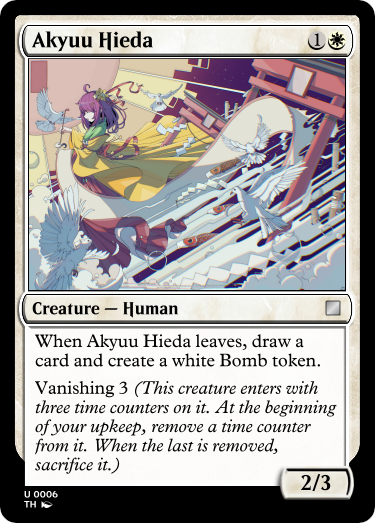 Akyuu Hieda 1
Creature — Human
When Akyuu Hieda leaves, draw a
card and create a white Bomb token.
Vanishing 3 (This creature enters with
three time counters on it. At the beginning
of your upkeep, remove a time counter
from it. When the last is removed,
sacrifice it.)
2/3
U 0006
TH